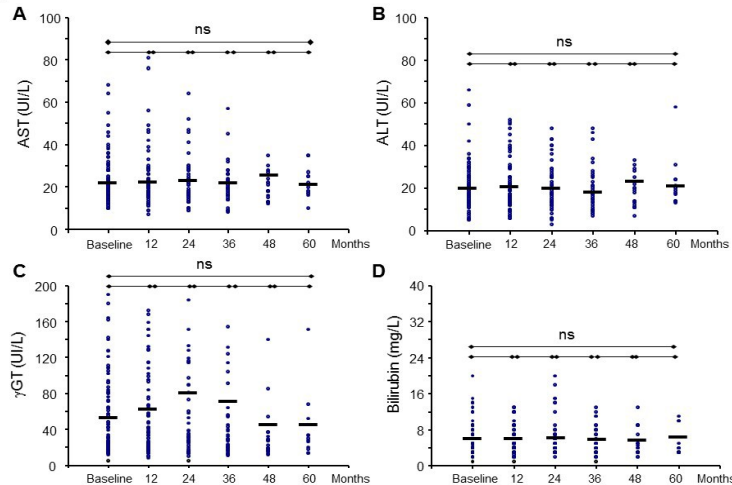 A
ns
AST (UI/L)
100
80
60
40
20
0
Baseline 12 24 36 48 60 Months
B
ns
ALT (UI/L)
100
80
60
40
20
0
Baseline 12 24 36 48 60 Months
C
ns
γGT (UI/L)
200
160
120
80
40
0
Baseline 12 24 36 48 60 Months
D
ns
Bilirubin (mg/L)
40
32
24
16
8
0
Baseline 12 24 36 48 60 Months